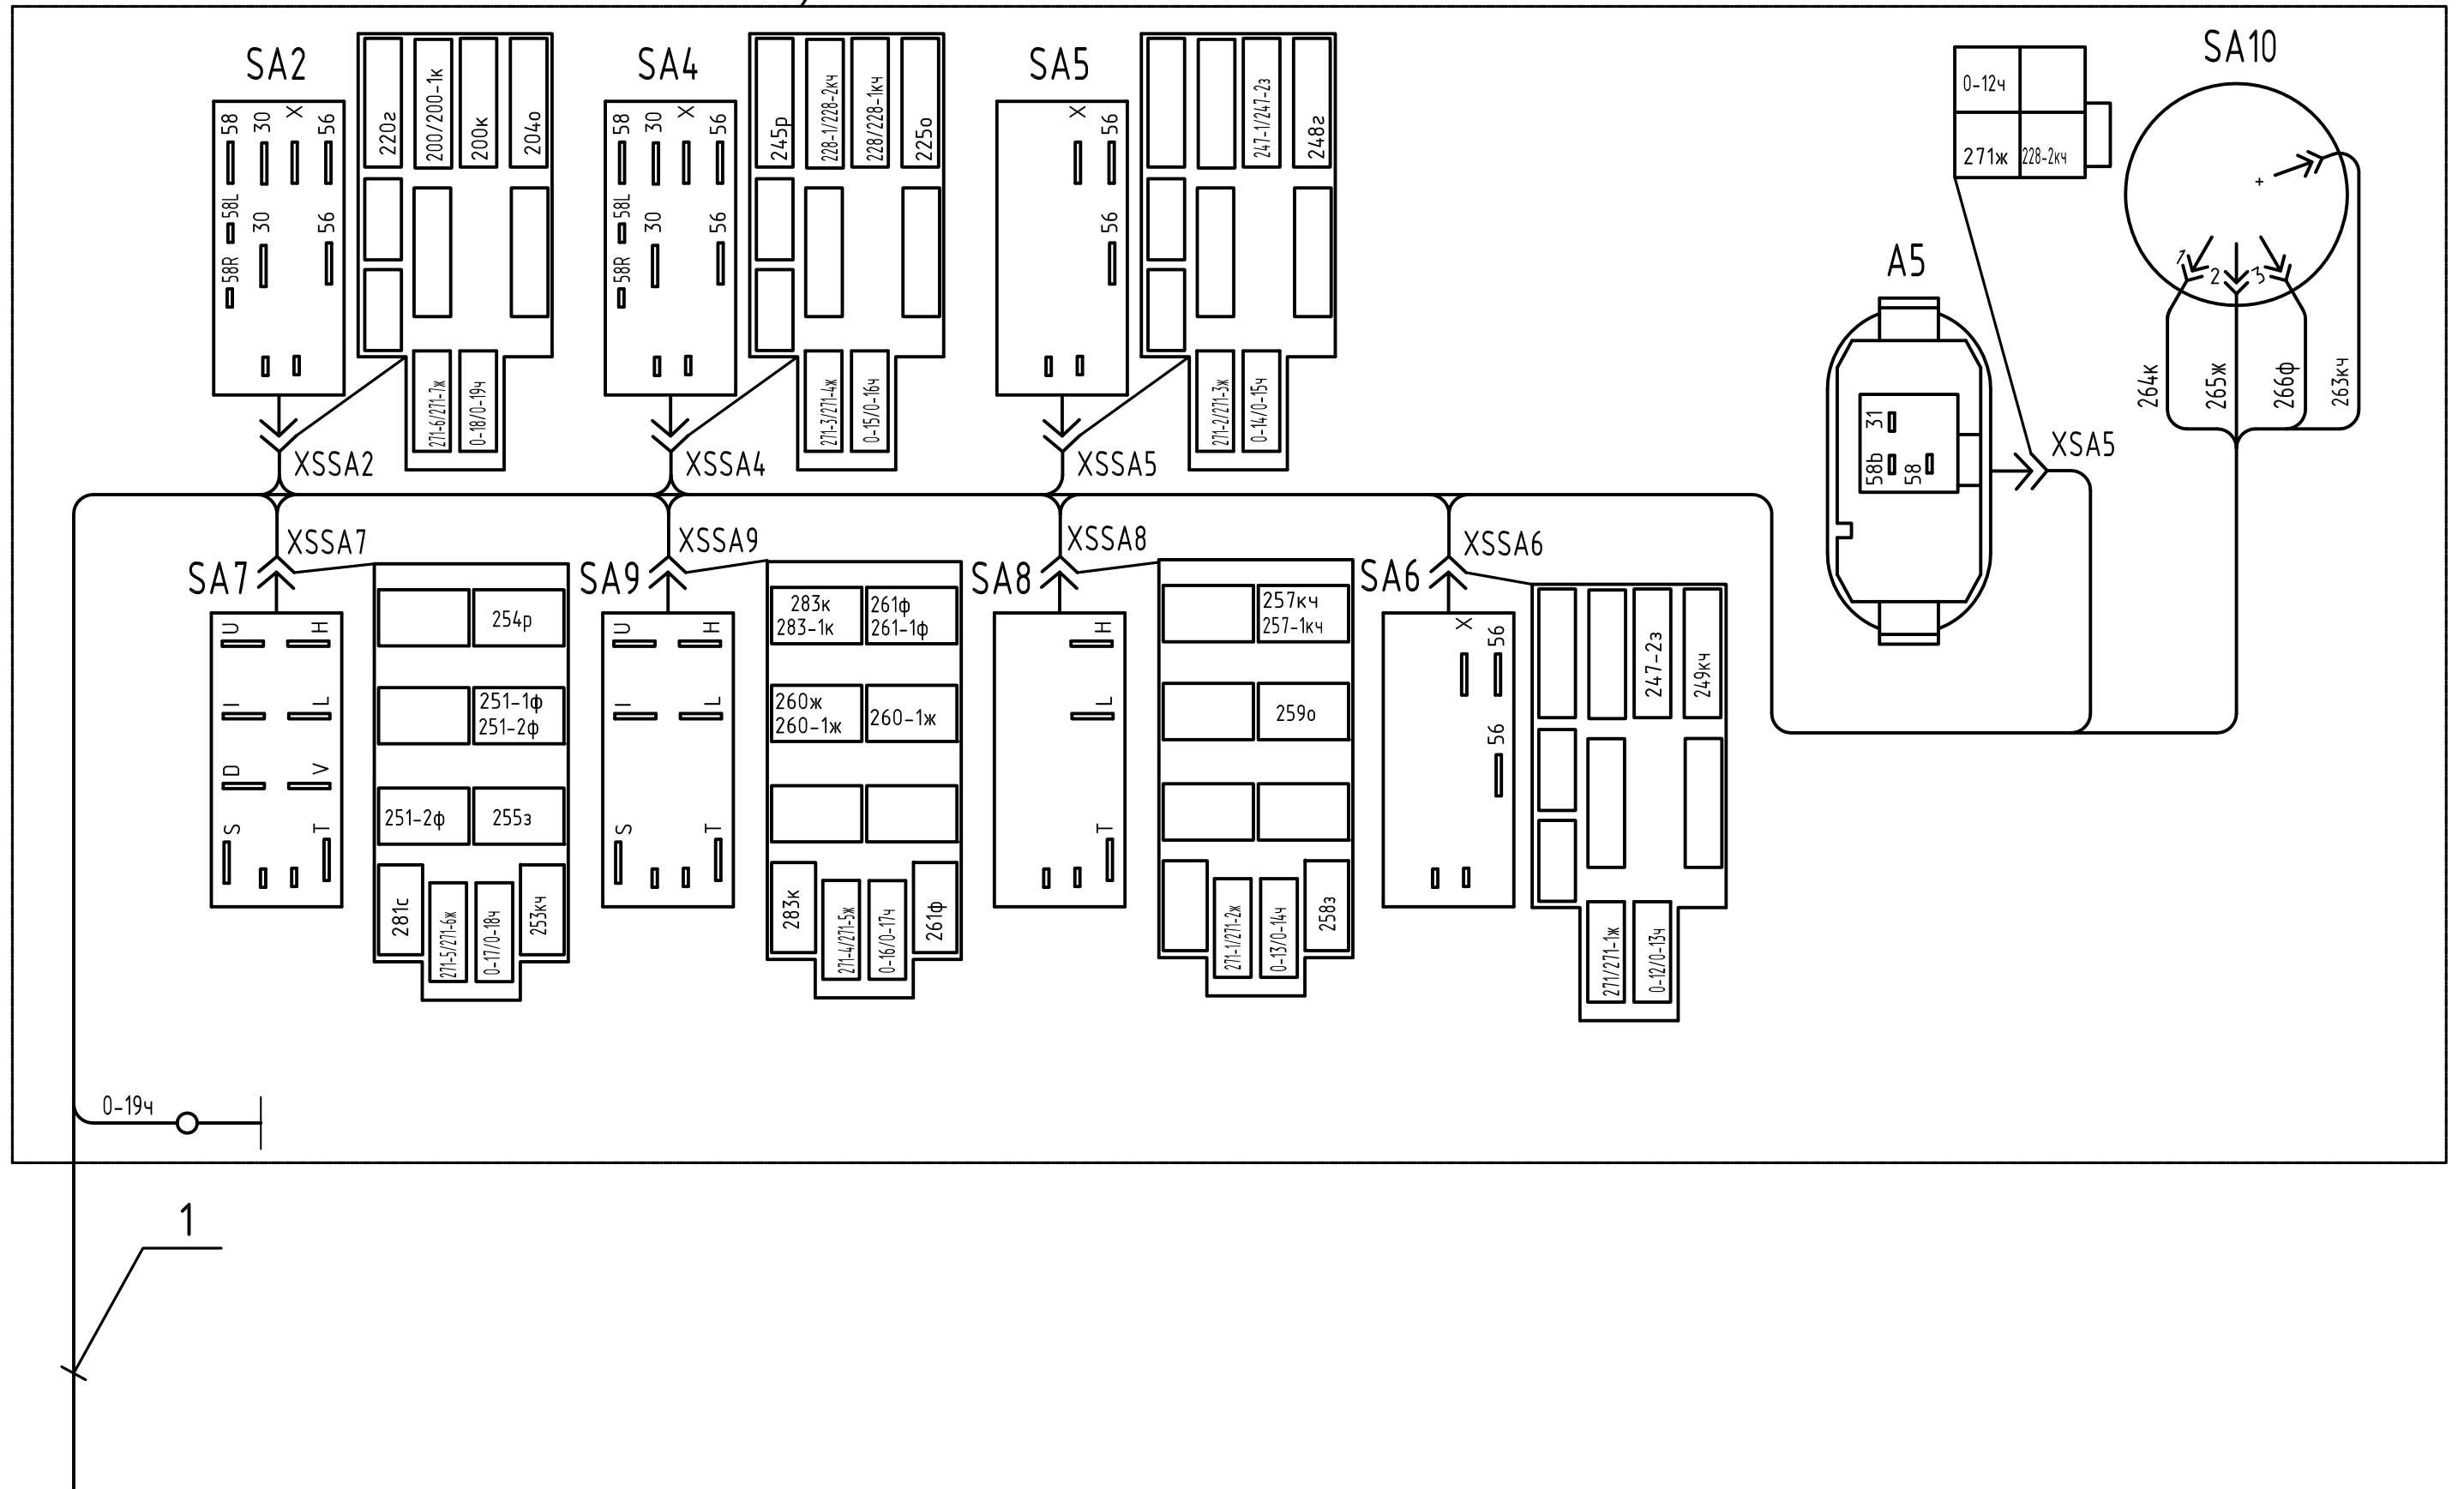 SA2
58
30
X
56
58L
30
56
58R
220г
200/200-1к
200к
204о
271-6/271-7ж
0-18/0-19ч
XSSA2
SA4
58
30
X
56
58L
30
56
58R
245р
228-1/228-2кч
228/228-1кч
225о
271-3/271-4ж
0-15/0-16ч
XSSA4
SA5
X
56
56
247-1/247-2з
248г
271-2/271-3ж
0-14/0-15ч
XSSA5
0-12ч
271ж
228-2кч
SA10
1
2
3
264к
265ж
266ф
263кч
A5
31
58b
58
XSA5
XSSA7
SA7
U
H
I
L
D
V
S
T
254р
251-1ф
251-2ф
251-2ф
255з
281с
271-5/271-6ж
0-17/0-18ч
253кч
XSSA9
SA9
U
H
I
L
S
T
283к
283-1к
261ф
261-1ф
260ж
260-1ж
260-1ж
283к
271-4/271-5ж
0-16/0-17ч
261ф
XSSA8
SA8
H
L
T
257кч
257-1кч
259о
271-1/271-2ж
0-13/0-14ч
258з
XSSA6
SA6
X
56
56
247-2з
249кч
271/271-1ж
0-12/0-13ч
0-19ч
1